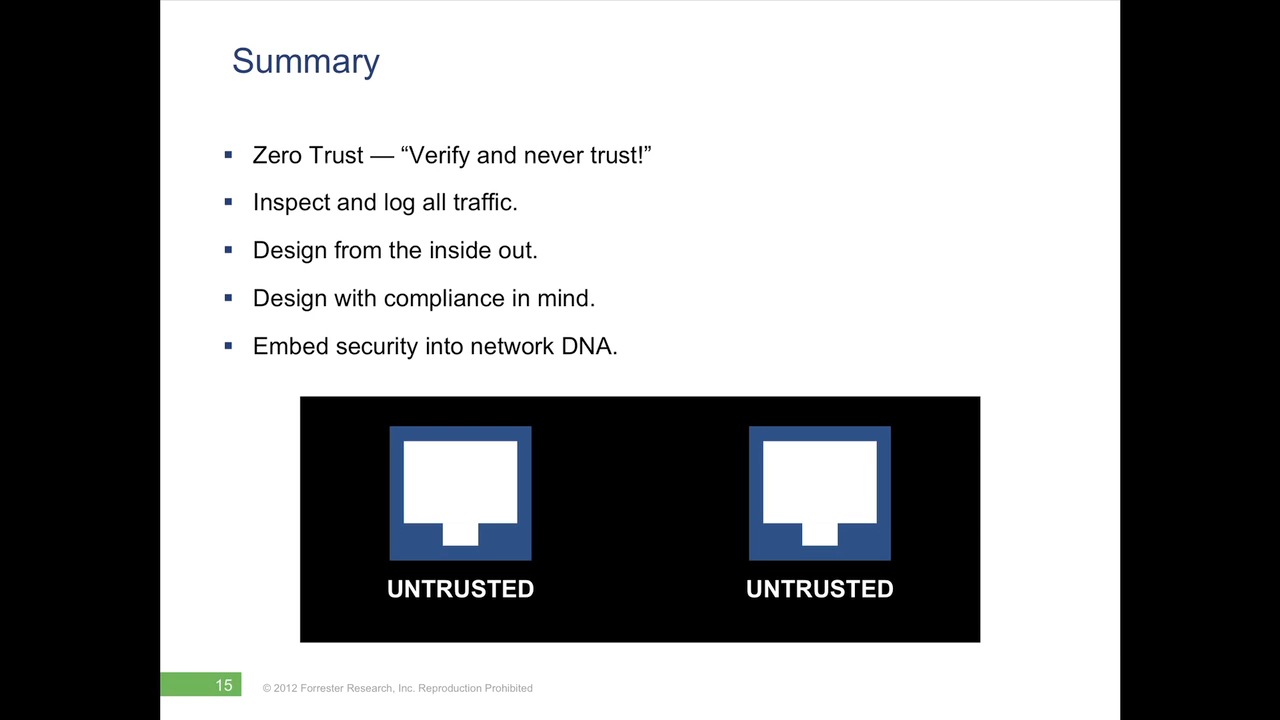 Summary
Zero Trust — “Verify and never trust!”
Inspect and log all traffic.
Design from the inside out.
Design with compliance in mind.
Embed security into network DNA.
UNTRUSTED UNTRUSTED
15 © 2012 Forrester Research, Inc. Reproduction Prohibited